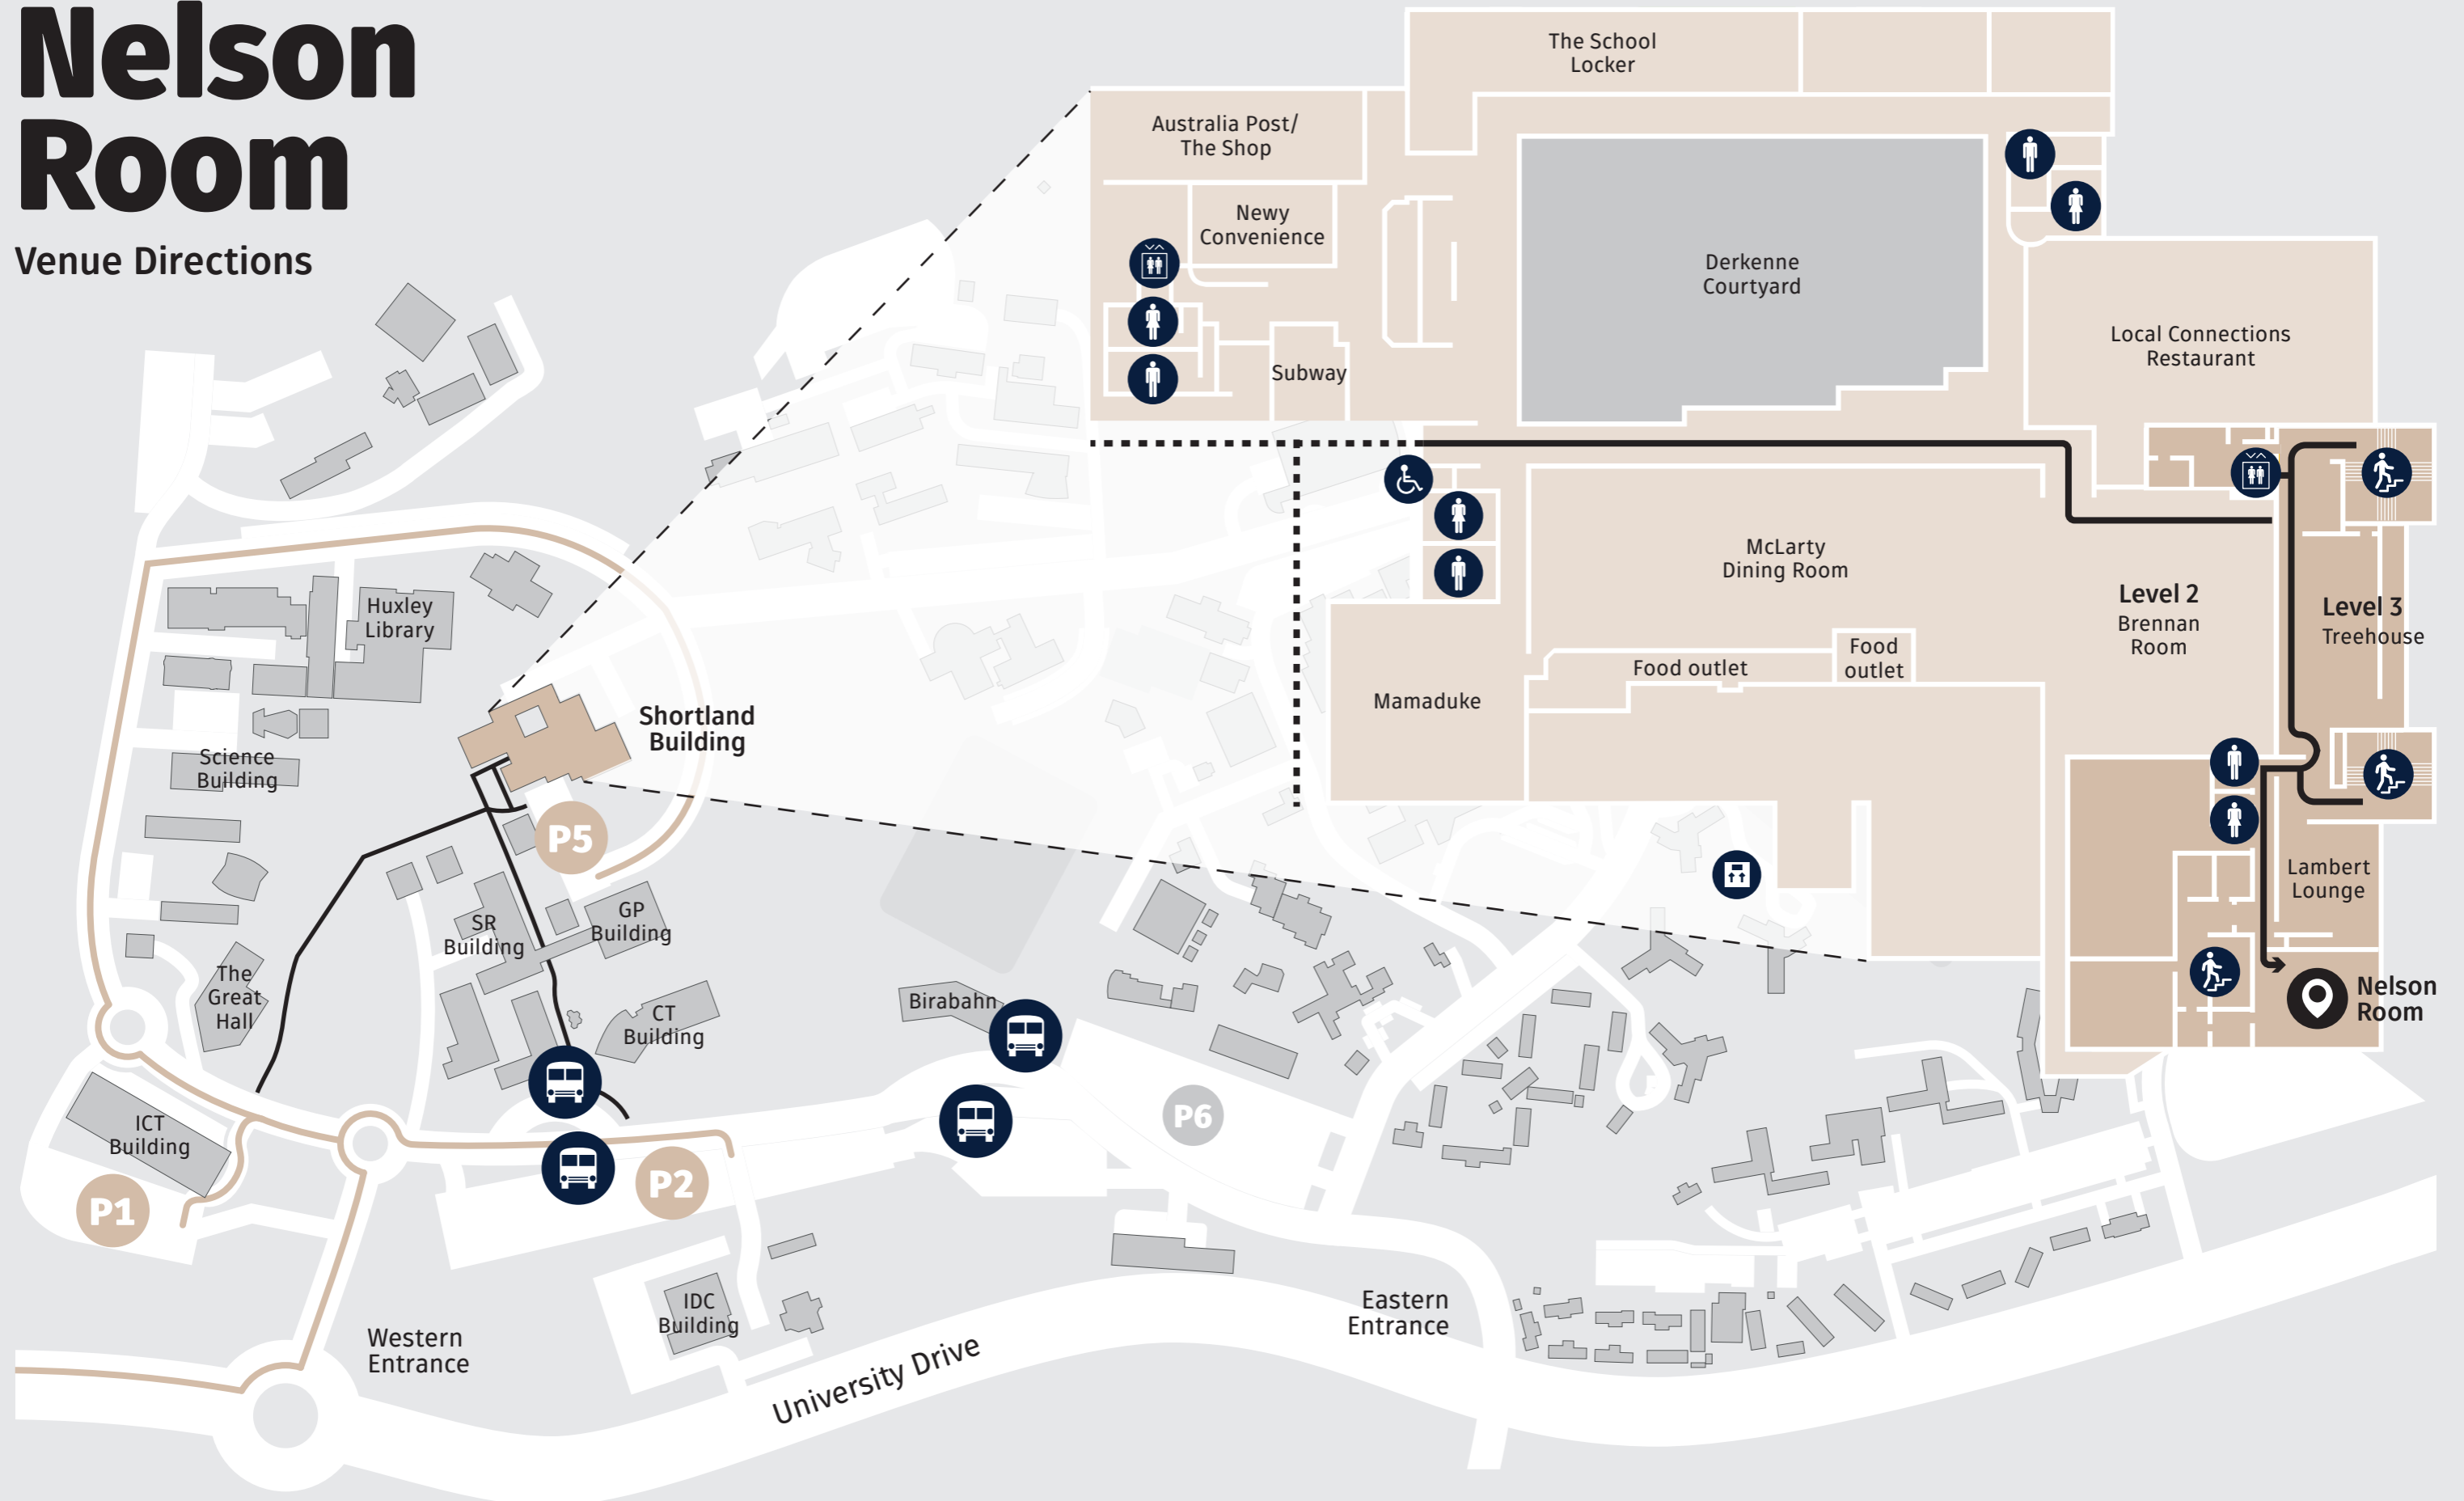 Nelson
Room
Venue Directions
The School
Locker
Australia Post/
The Shop
Newy
Convenience
Derkenne
Courtyard
Local Connections
Restaurant
Subway
McLarty
Dining Room
Level 2
Brennan
Room
Level 3
Treehouse
Food outlet
Food
outlet
Mamaduke
Lambert
Lounge
Nelson
Room
Huxley
Library
Shortland
Building
Science
Building
P5
SR
Building
GP
Building
The
Great
Hall
CT
Building
Birabahn
P6
ICT
Building
P1
P2
IDC
Building
Western
Entrance
Eastern
Entrance
University Drive